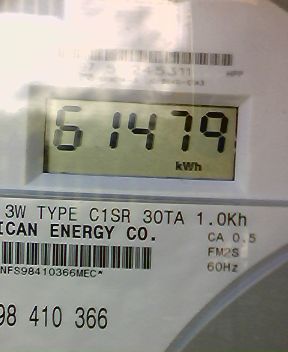 61479
kWh
3W TYPE C1SR 30TA 1.0Kh
ICAN ENERGY CO.
CA 0.5
FM2S
60Hz
NFS98410366MEC*
98 410 366